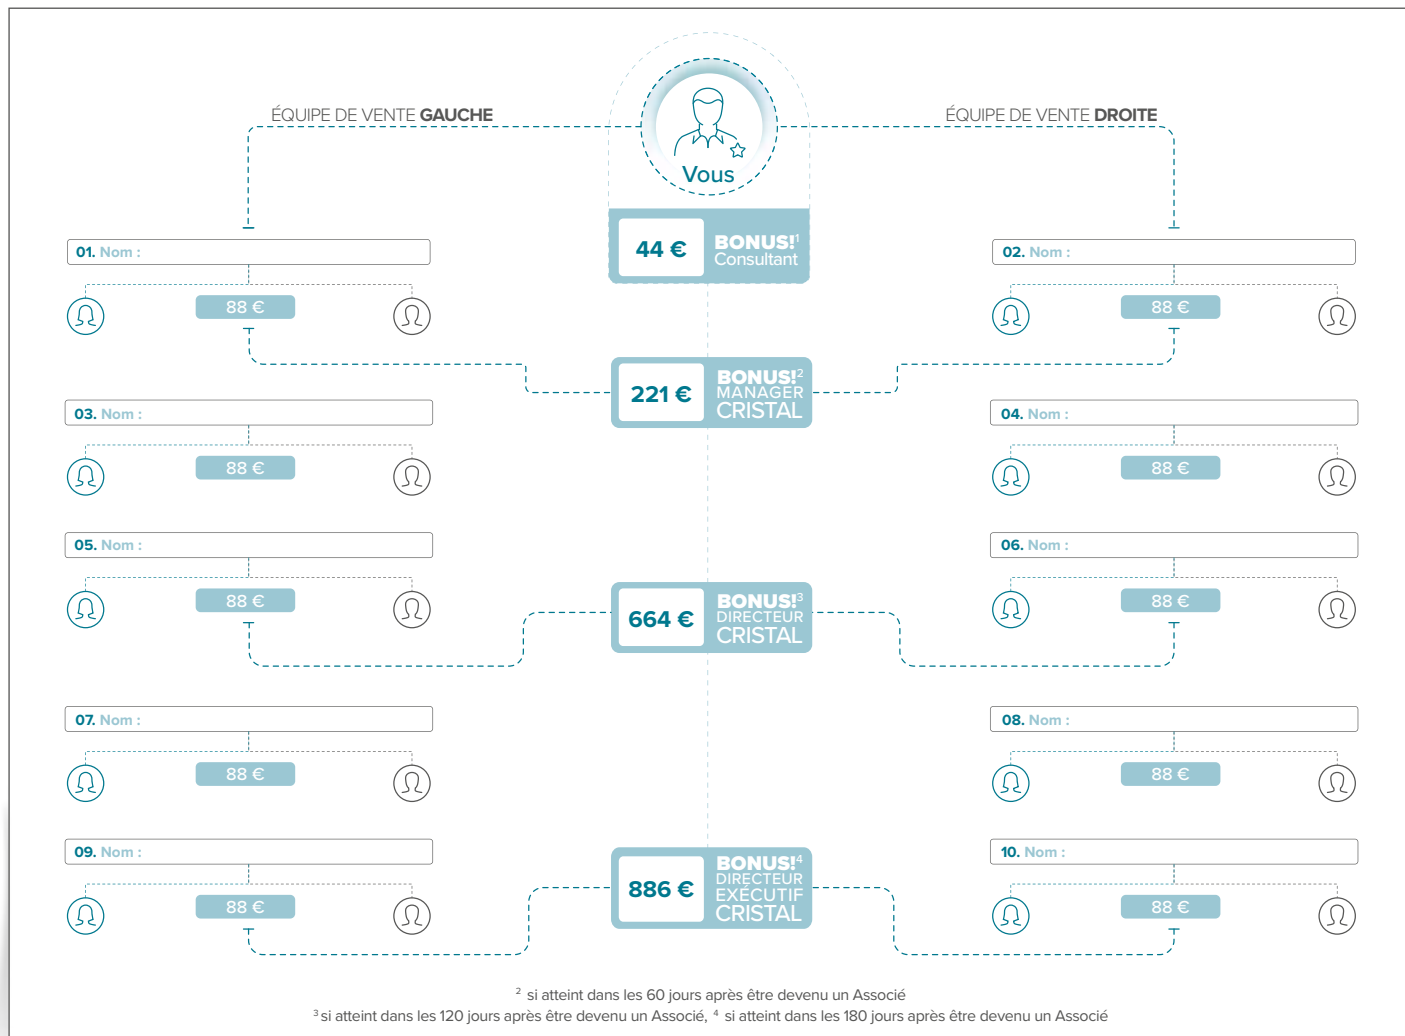 ÉQUIPE DE VENTE GAUCHE
ÉQUIPE DE VENTE DROITE
Vous
44 €
BONUS!¹
Consultant
01. Nom :
88 €
02. Nom :
88 €
221 €
BONUS!²
MANAGER
CRISTAL
03. Nom :
88 €
04. Nom :
88 €
05. Nom :
88 €
06. Nom :
88 €
664 €
BONUS!³
DIRECTEUR
CRISTAL
07. Nom :
88 €
08. Nom :
88 €
09. Nom :
88 €
10. Nom :
88 €
886 €
BONUS!⁴
DIRECTEUR
EXÉCUTIF
CRISTAL
² si atteint dans les 60 jours après être devenu un Associé
³ si atteint dans les 120 jours après être devenu un Associé, ⁴ si atteint dans les 180 jours après être devenu un Associé